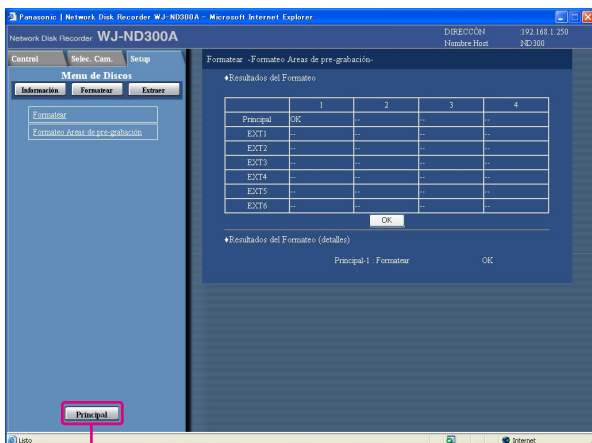 Panasonic | Network Disk Recorder WJ-ND300A - Microsoft Internet Explorer
Network Disk Recorder WJ-ND300A
DIRECCÓN :192.168.1.250
Nombre Host :ND300
Control Selec. Cam. Setup
Menu de Discos
Información Formatear Extraer
Formatear
Formateo Areas de pre-grabación
Formatear -Formateo Areas de pre-grabación-
♦Resultados del Formateo
1 2 3 4
Principal OK -- -- --
EXT1 -- -- -- --
EXT2 -- -- -- --
EXT3 -- -- -- --
EXT4 -- -- -- --
EXT5 -- -- -- --
EXT6 -- -- -- --
OK
♦Resultados del Formateo (detalles)
Principal-1 : Formatear OK
Principal
Listo Internet